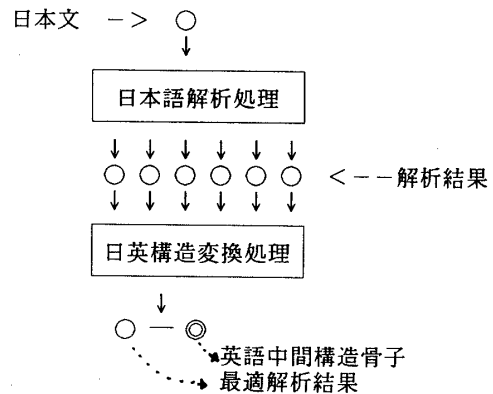 日本文 －＞
日本語解析処理
＜－－解析結果
日英構造変換処理
英語中間構造骨子
最適解析結果